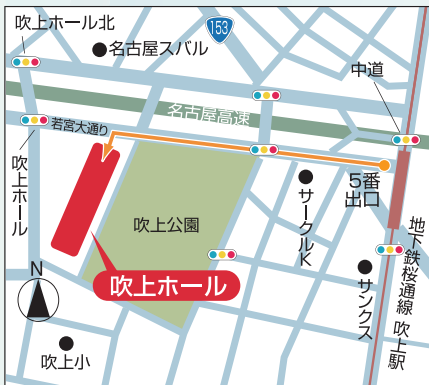 吹上ホール北
153
名古屋スバル
中道
名古屋高速
若宮大通り
吹上ホール
5番
出口
サークルK
吹上公園
地下鉄桜通線 吹上駅
N
吹上ホール
サンクス
吹上小